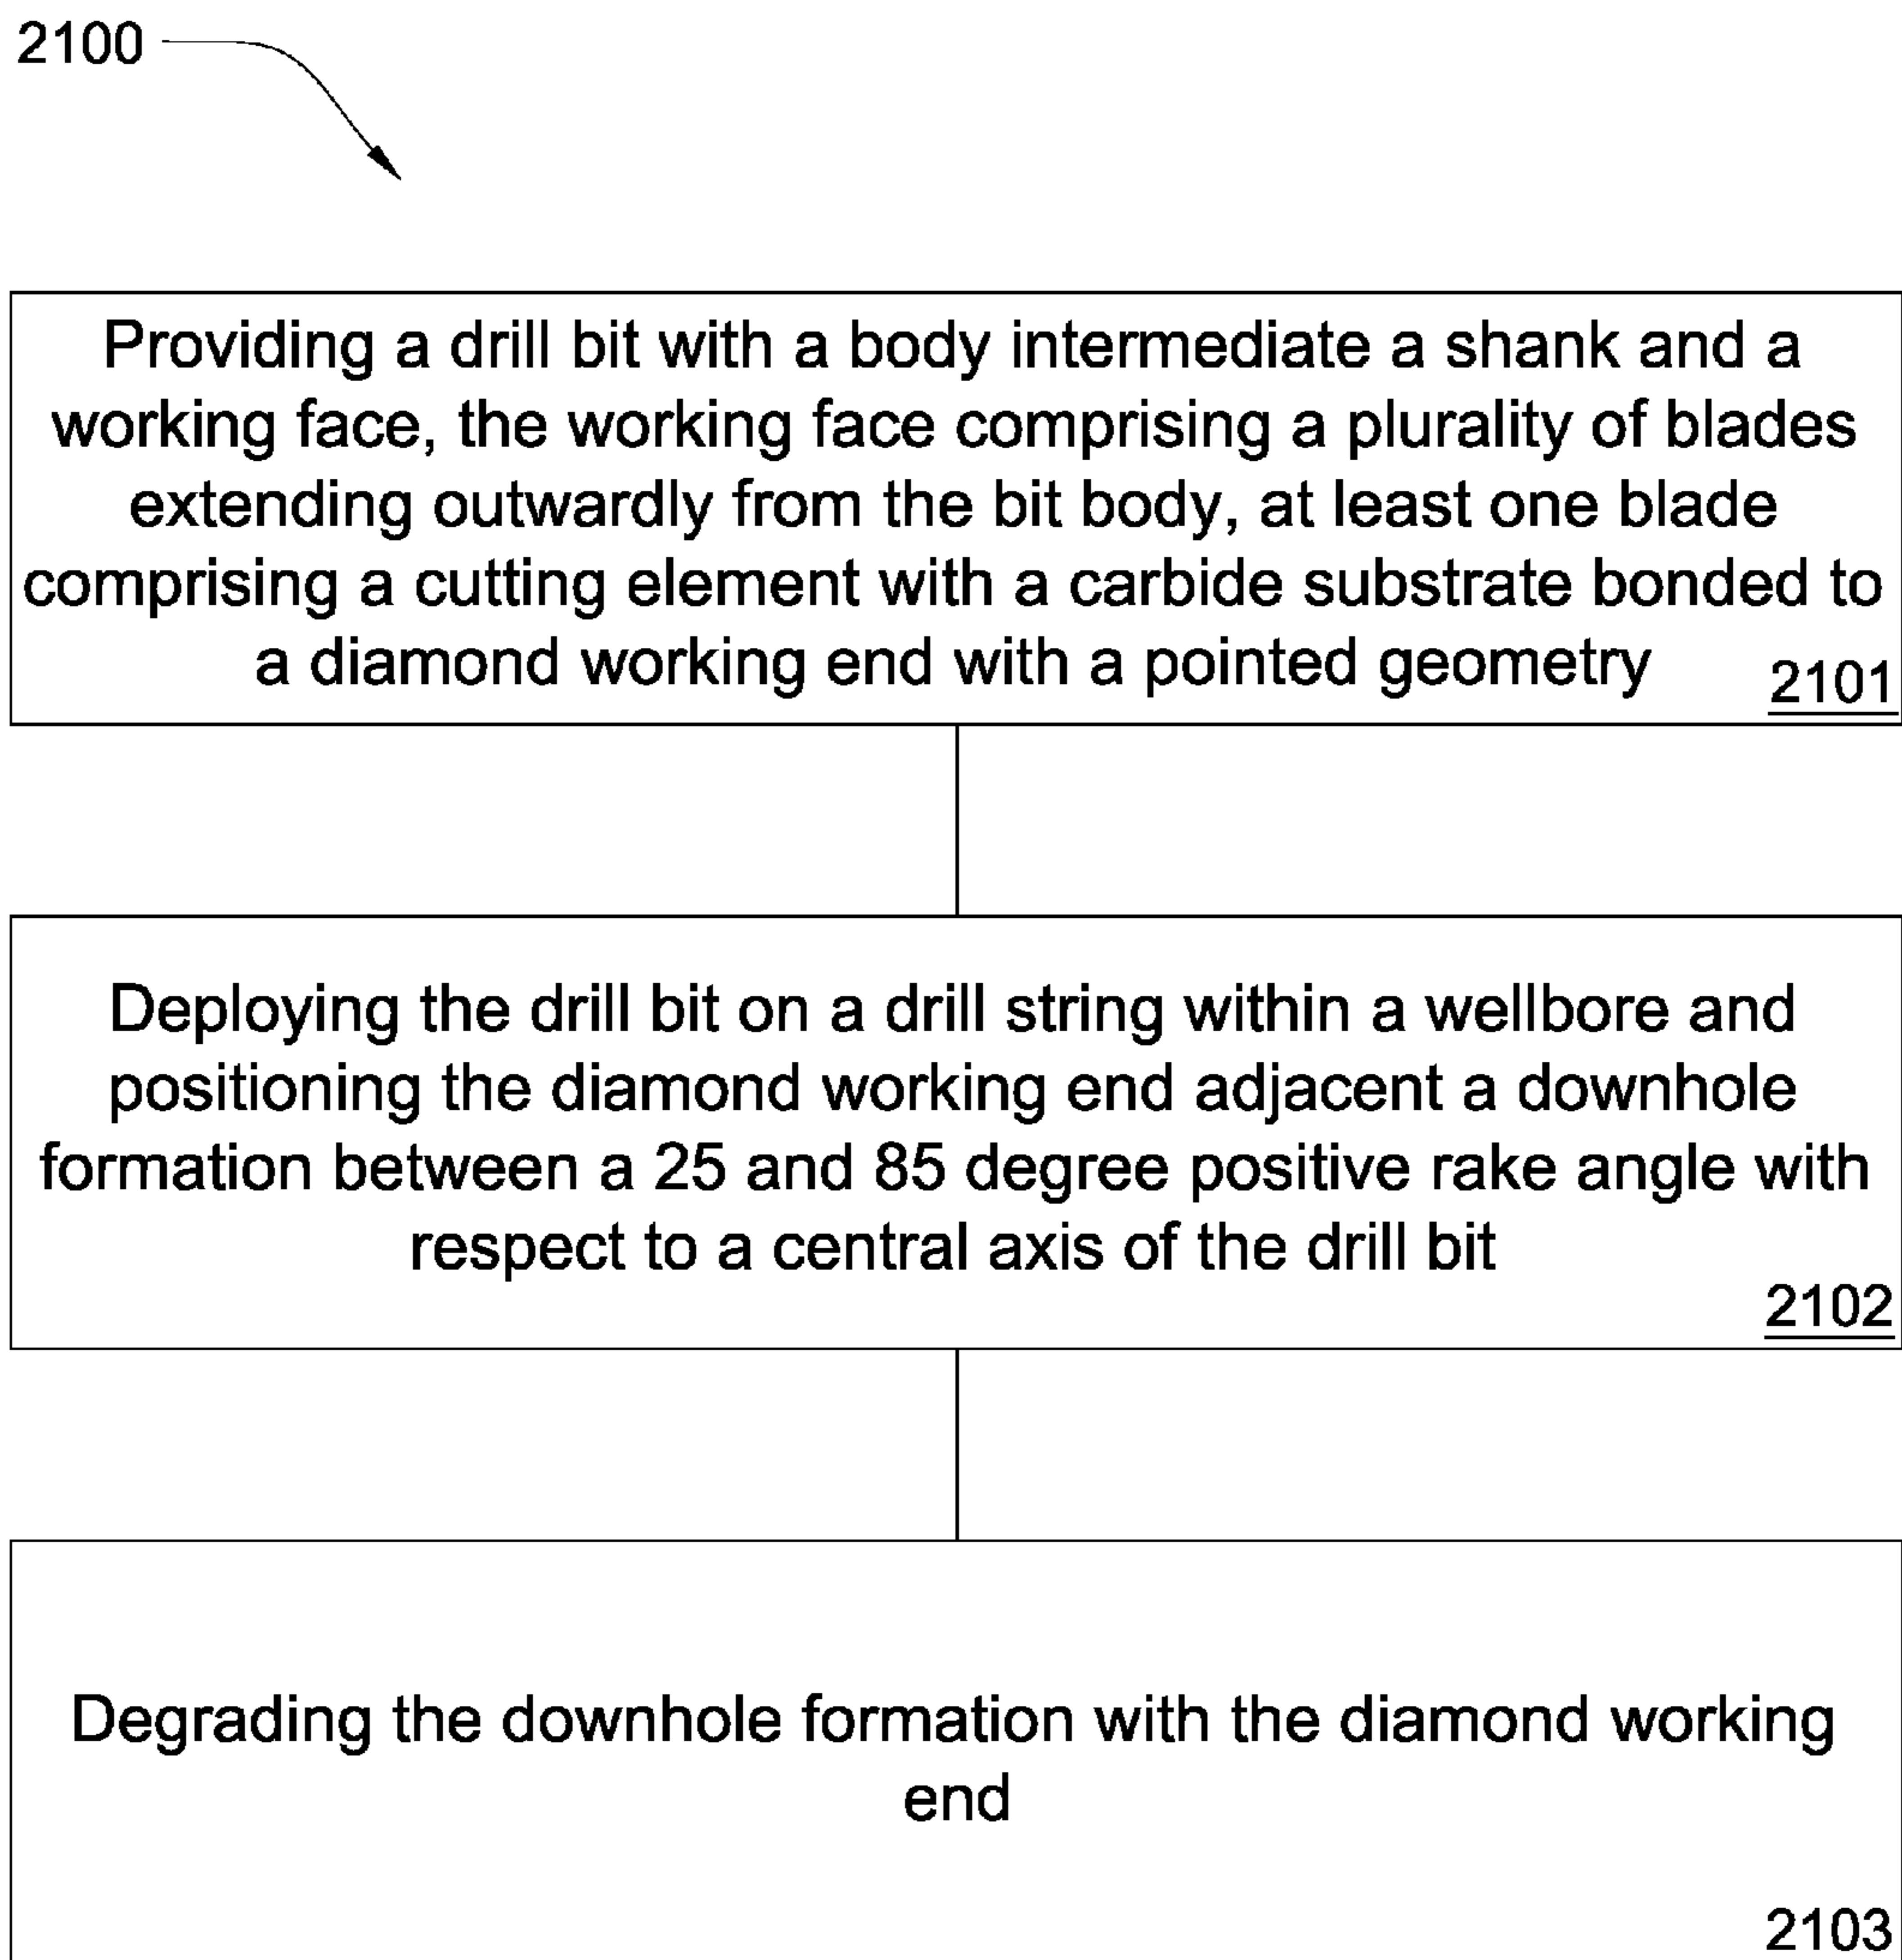 2100
Providing a drill bit with a body intermediate a shank and a
working face, the working face comprising a plurality of blades
extending outwardly from the bit body, at least one blade
comprising a cutting element with a carbide substrate bonded to
a diamond working end with a pointed geometry
2101
Deploying the drill bit on a drill string within a wellbore and
positioning the diamond working end adjacent a downhole
formation between a 25 and 85 degree positive rake angle with
respect to a central axis of the drill bit
2102
Degrading the downhole formation with the diamond working
end
2103